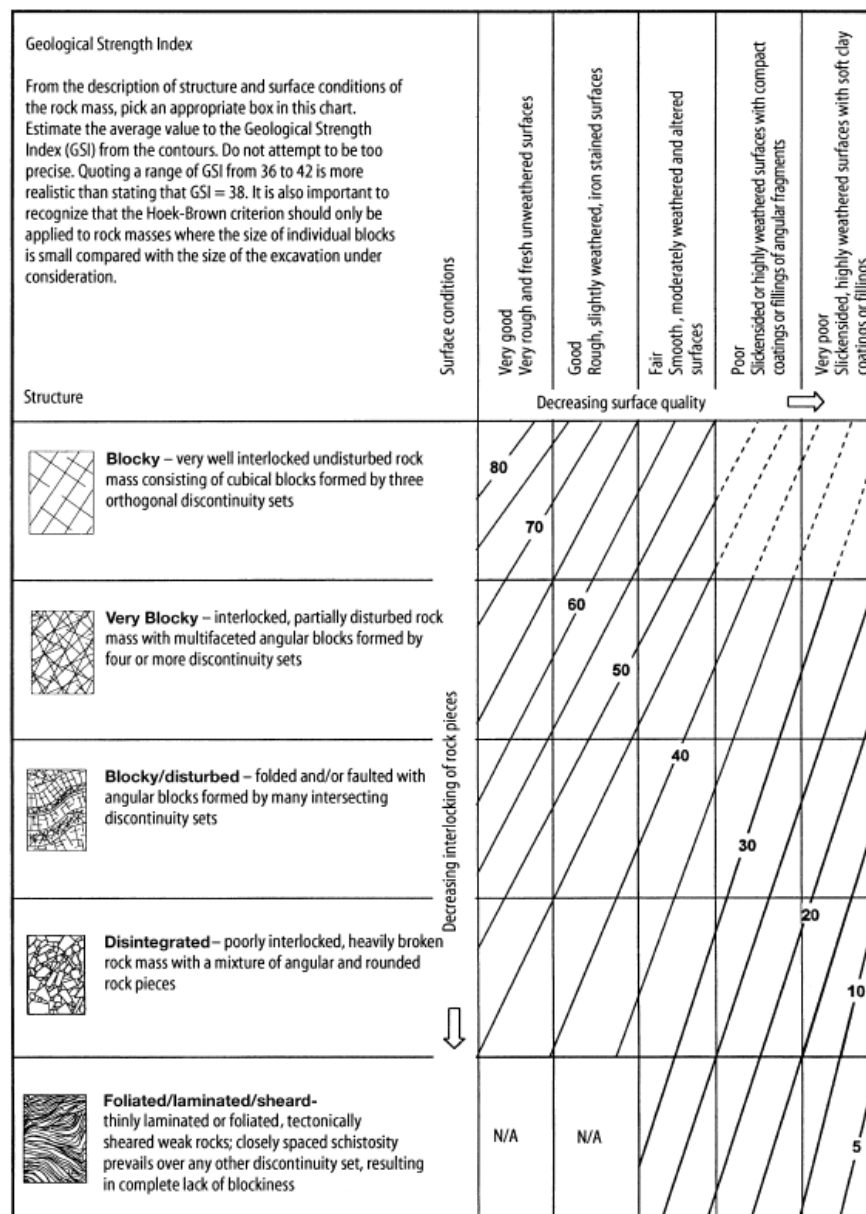 Geological Strength Index
From the description of structure and surface conditions of
the rock mass, pick an appropriate box in this chart.
Estimate the average value to the Geological Strength
Index (GSI) from the contours. Do not attempt to be too
precise. Quoting a range of GSI from 36 to 42 is more
realistic than stating that GSI = 38. It is also important to
recognize that the Hoek-Brown criterion should only be
applied to rock masses where the size of individual blocks
is small compared with the size of the excavation under
consideration.
Structure
Surface conditions
Very good
Very rough and fresh unweathered surfaces
Good
Rough, slightly weathered, iron stained surfaces
Fair
Smooth, moderately weathered and altered
surfaces
Poor
Slickensided or highly weathered surfaces with compact
coatings or fillings of angular fragments
Very poor
Slickensided, highly weathered surfaces with soft clay
coatings or fillings
Decreasing surface quality
Blocky – very well interlocked undisturbed rock
mass consisting of cubical blocks formed by three
orthogonal discontinuity sets
80
70
Very Blocky – interlocked, partially disturbed rock
mass with multifaceted angular blocks formed by
four or more discontinuity sets
60
50
Decreasing interlocking of rock pieces
Blocky/disturbed – folded and/or faulted with
angular blocks formed by many intersecting
discontinuity sets
40
30
Disintegrated – poorly interlocked, heavily broken
rock mass with a mixture of angular and rounded
rock pieces
20
10
Foliated/laminated/sheard-
thinly laminated or foliated, tectonically
sheared weak rocks; closely spaced schistosity
prevails over any other discontinuity set, resulting
in complete lack of blockiness
N/A
N/A
5